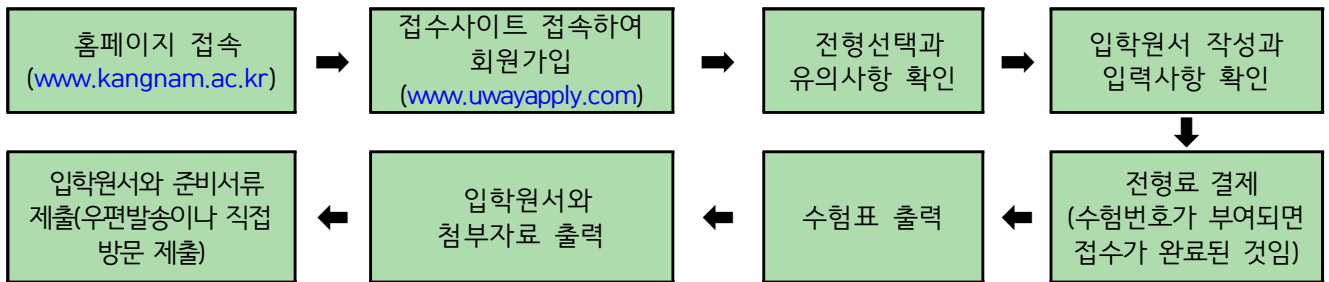 홈페이지 접속
(www.kangnam.ac.kr)
접수사이트 접속하여
회원가입
(www.uwayapply.com)
전형선택과
유의사항 확인
입학원서 작성과
입력사항 확인
전형료 결제
(수험번호가 부여되면
접수가 완료된 것임)
수험표 출력
입학원서와
첨부자료 출력
입학원서와 준비서류
제출(우편발송이나 직접
방문 제출)